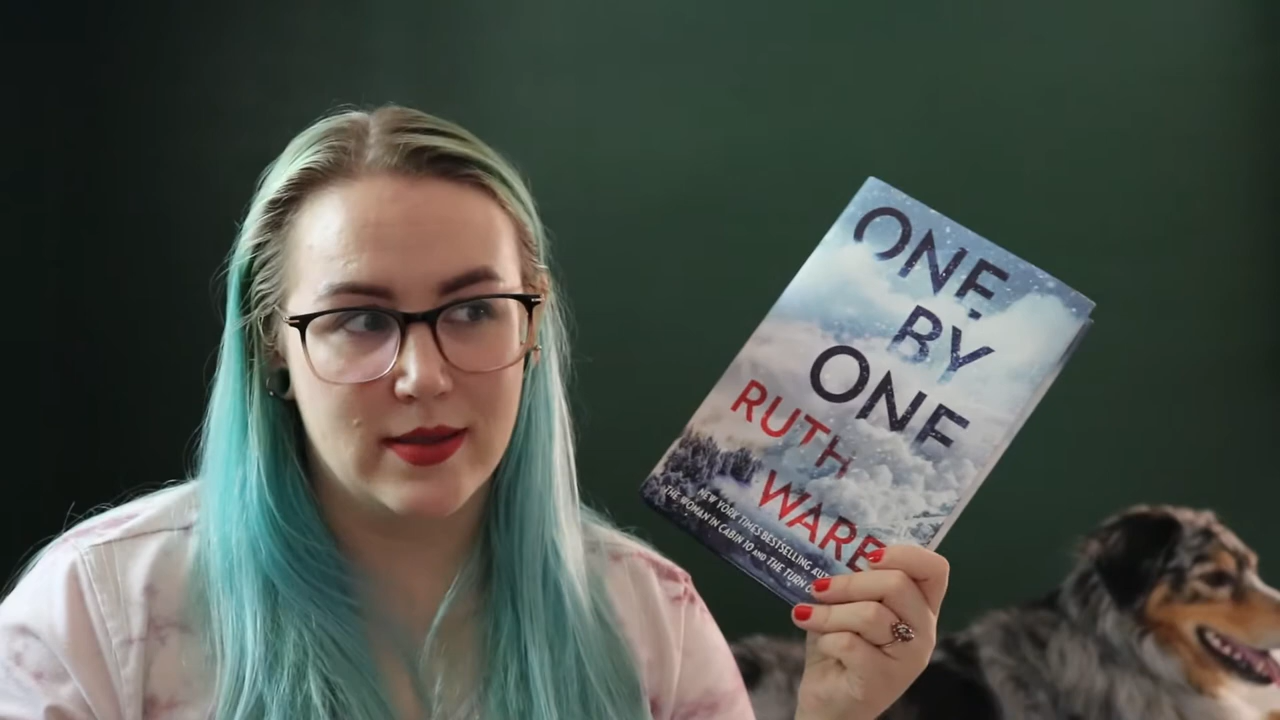 ONE
BY
ONE
RUTH
WARE
NEW YORK TIMES BESTSELLING
THE WOMAN IN CABIN 10 AND THE TURN